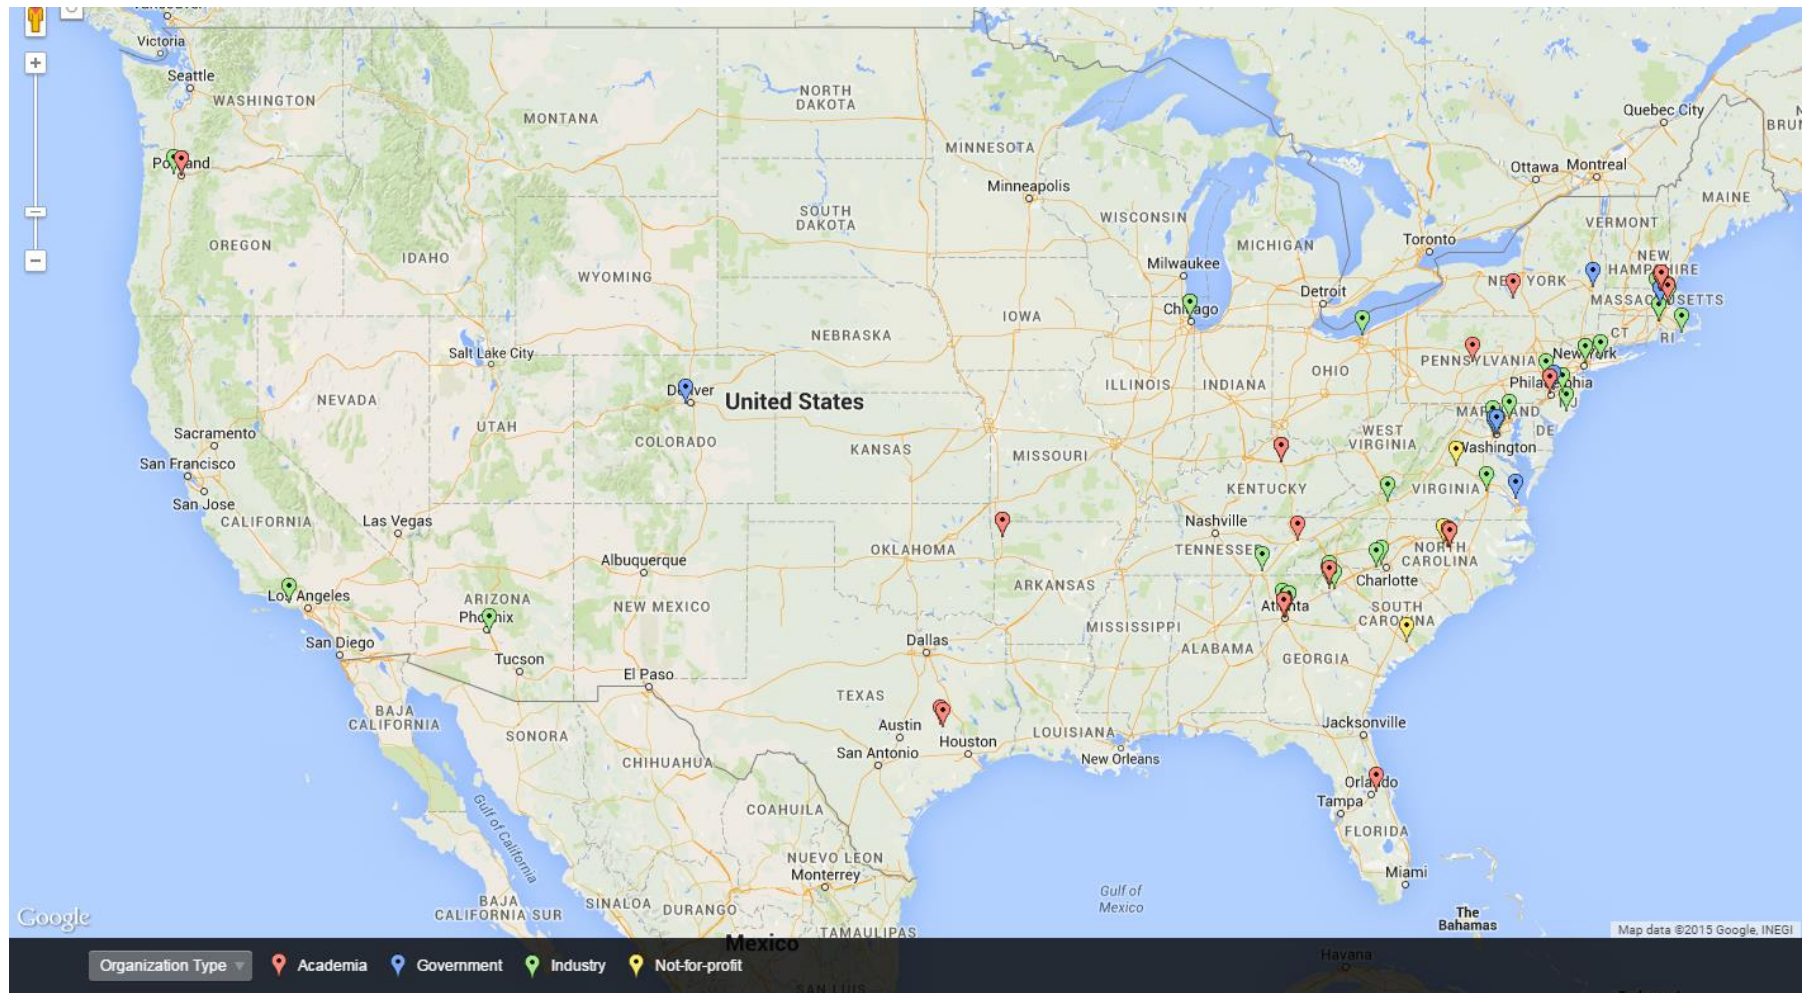 Victoria
Seattle
WASHINGTON
Portland
OREGON
IDAHO
MONTANA
NORTH
DAKOTA
SOUTH
DAKOTA
MINNESOTA
Minneapolis
WISCONSIN
MICHIGAN
Milwaukee
Chicago
Detroit
Toronto
Ottawa
Montreal
Quebec City
MAINE
VERMONT
NEW
HAMPSHIRE
NEW YORK
MASSACHUSETTS
CT
RI
WYOMING
NEBRASKA
IOWA
Salt Lake City
NEVADA
UTAH
Denver
United States
COLORADO
KANSAS
MISSOURI
ILLINOIS
INDIANA
OHIO
PENNSYLVANIA
New York
Philadelphia
NJ
MARYLAND
DE
WEST
VIRGINIA
Washington
VIRGINIA
KENTUCKY
Sacramento
San Francisco
San Jose
CALIFORNIA
Las Vegas
Los Angeles
San Diego
ARIZONA
Phoenix
Tucson
Albuquerque
NEW MEXICO
El Paso
OKLAHOMA
ARKANSAS
Nashville
TENNESSEE
NORTH
CAROLINA
Charlotte
SOUTH
CAROLINA
Atlanta
MISSISSIPPI
ALABAMA
GEORGIA
Dallas
TEXAS
Austin
San Antonio
Houston
LOUISIANA
New Orleans
Jacksonville
Orlando
Tampa
FLORIDA
Miami
BAJA
CALIFORNIA
SONORA
CHIHUAHUA
COAHUILA
NUEVO LEON
Monterrey
Gulf of California
BAJA
CALIFORNIA SUR
SINALOA
DURANGO
TAMAULIPAS
Mexico
Gulf of
Mexico
The
Bahamas
Havana
SAN LUIS
Google
Map data ©2015 Google, INEGI
Organization Type
Academia
Government
Industry
Not-for-profit